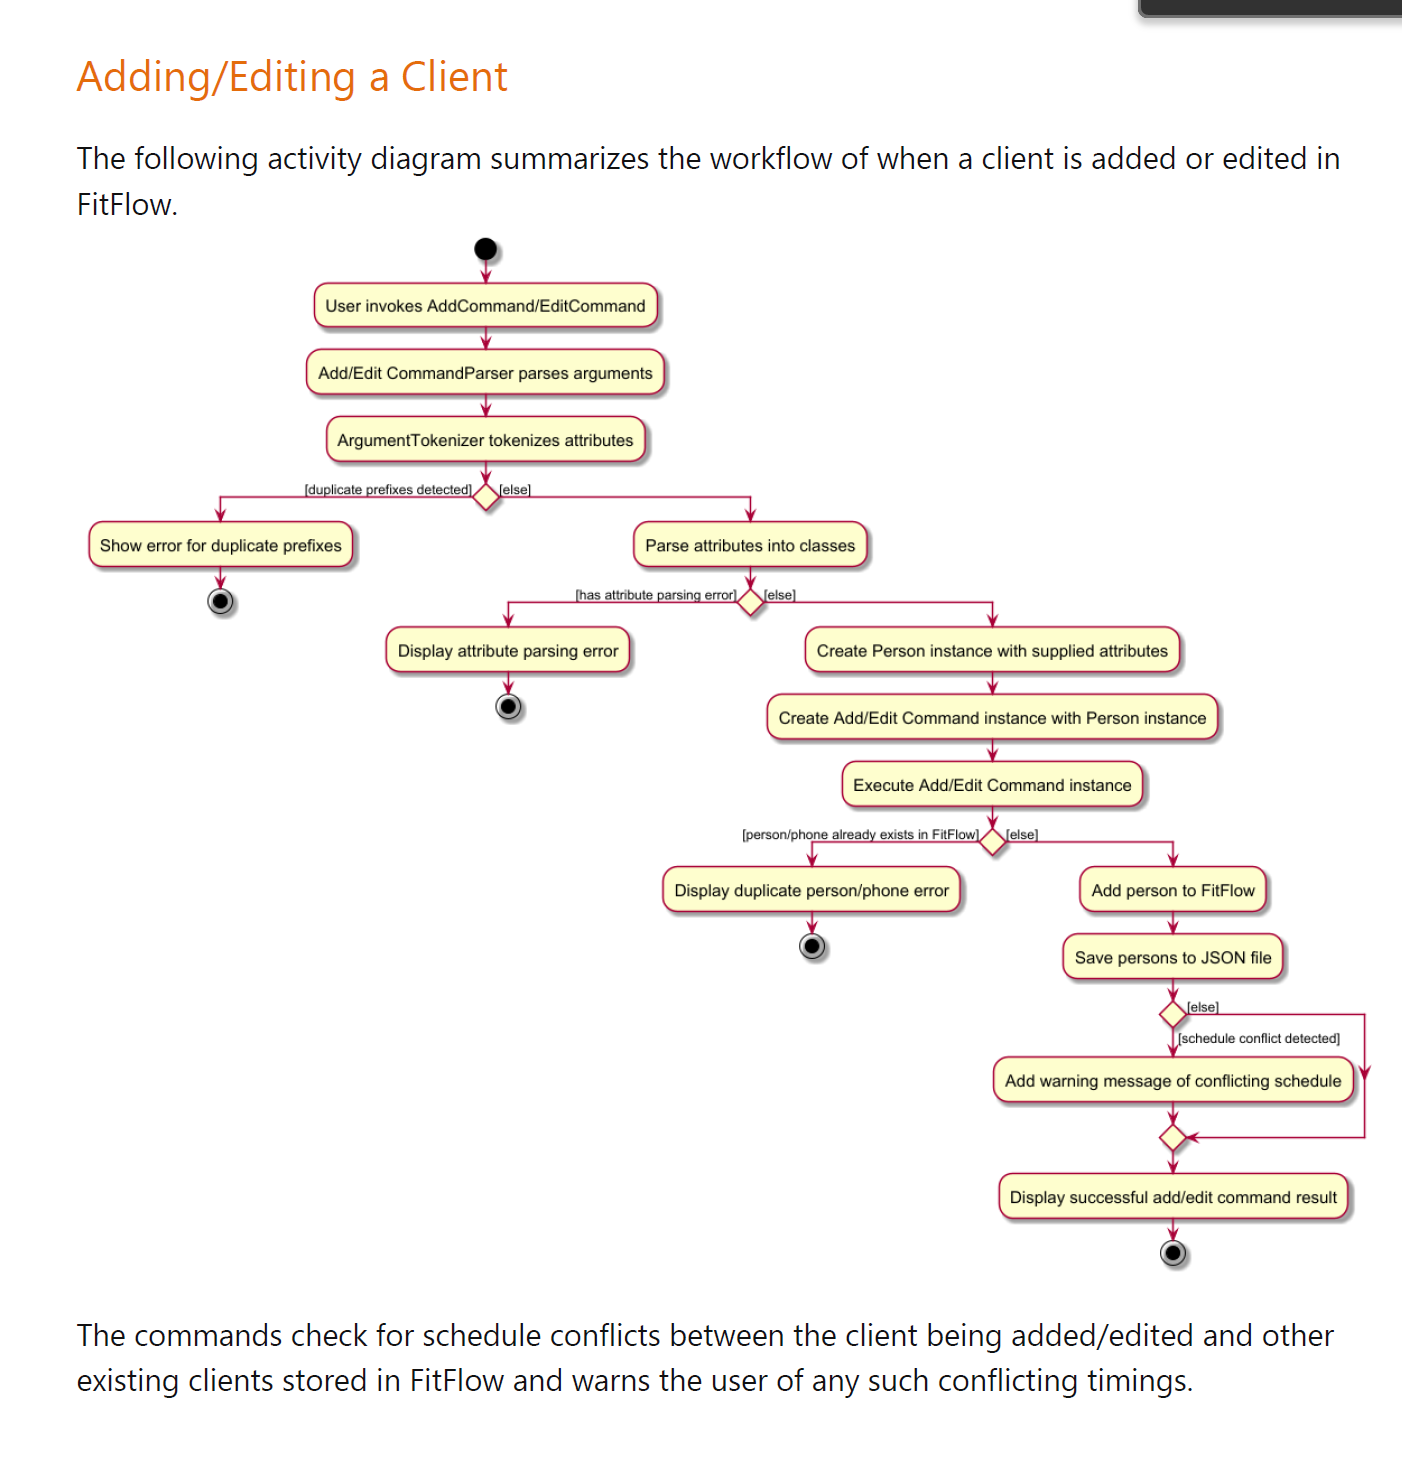 Adding/Editing a Client
The following activity diagram summarizes the workflow of when a client is added or edited in
FitFlow.
User invokes AddCommand/EditCommand
Add/Edit CommandParser parses arguments
ArgumentTokenizer tokenizes attributes
[duplicate prefixes detected]
[else]
Show error for duplicate prefixes
Parse attributes into classes
[has attribute parsing error]
[else]
Display attribute parsing error
Create Person instance with supplied attributes
Create Add/Edit Command instance with Person instance
Execute Add/Edit Command instance
[person/phone already exists in FitFlow]
[else]
Display duplicate person/phone error
Add person to FitFlow
Save persons to JSON file
[else]
[schedule conflict detected]
Add warning message of conflicting schedule
Display successful add/edit command result
The commands check for schedule conflicts between the client being added/edited and other
existing clients stored in FitFlow and warns the user of any such conflicting timings.